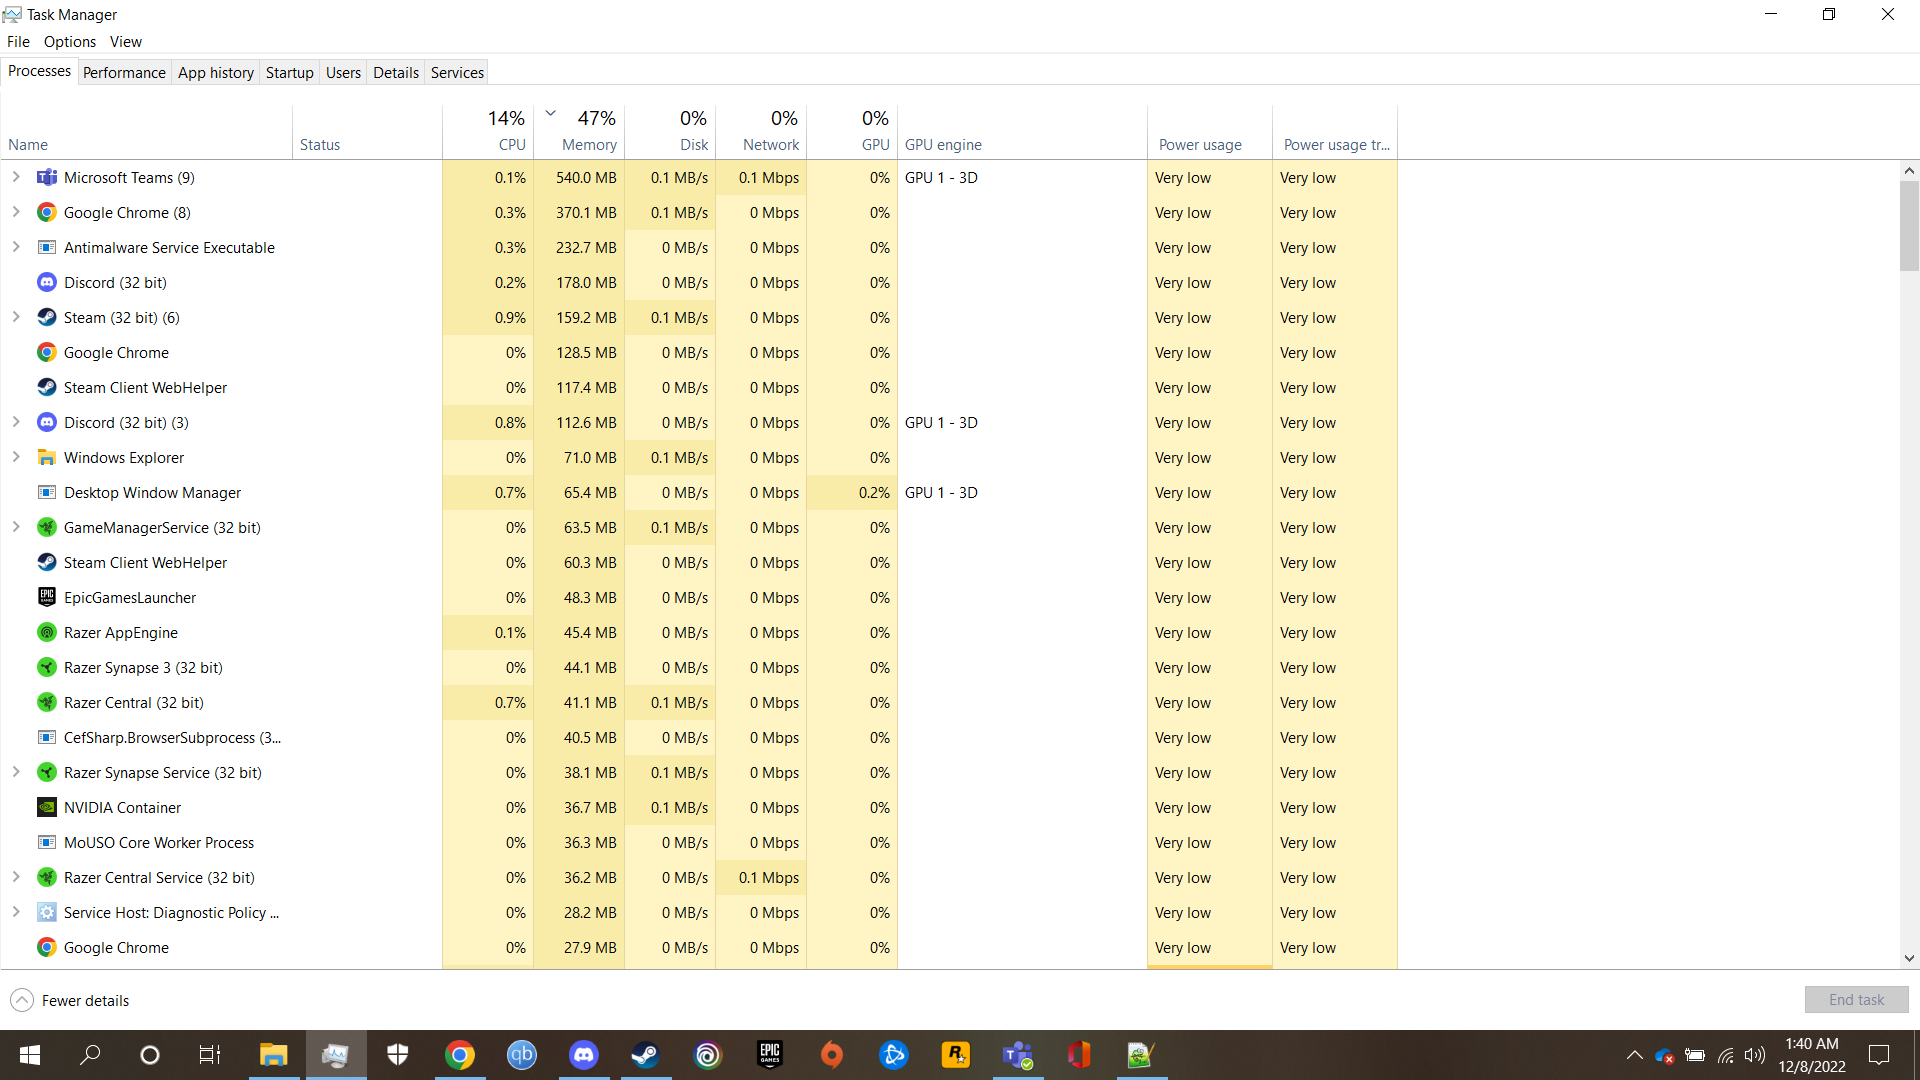 Task Manager
File Options View
Processes Performance App history Startup Users Details Services
14% 47% 0% 0% 0%
Name Status CPU Memory Disk Network GPU GPU engine Power usage Power usage tr...
Microsoft Teams (9) 0.1% 540.0 MB 0.1 MB/s 0.1 Mbps 0% GPU 1 - 3D Very low Very low
Google Chrome (8) 0.3% 370.1 MB 0.1 MB/s 0 Mbps 0% Very low Very low
Antimalware Service Executable 0.3% 232.7 MB 0 MB/s 0 Mbps 0% Very low Very low
Discord (32 bit) 0.2% 178.0 MB 0 MB/s 0 Mbps 0% Very low Very low
Steam (32 bit) (6) 0.9% 159.2 MB 0.1 MB/s 0 Mbps 0% Very low Very low
Google Chrome 0% 128.5 MB 0 MB/s 0 Mbps 0% Very low Very low
Steam Client WebHelper 0% 117.4 MB 0 MB/s 0 Mbps 0% Very low Very low
Discord (32 bit) (3) 0.8% 112.6 MB 0 MB/s 0 Mbps 0% GPU 1 - 3D Very low Very low
Windows Explorer 0% 71.0 MB 0.1 MB/s 0 Mbps 0% Very low Very low
Desktop Window Manager 0.7% 65.4 MB 0 MB/s 0 Mbps 0.2% GPU 1 - 3D Very low Very low
GameManagerService (32 bit) 0% 63.5 MB 0.1 MB/s 0 Mbps 0% Very low Very low
Steam Client WebHelper 0% 60.3 MB 0 MB/s 0 Mbps 0% Very low Very low
EpicGamesLauncher 0% 48.3 MB 0 MB/s 0 Mbps 0% Very low Very low
Razer AppEngine 0.1% 45.4 MB 0 MB/s 0 Mbps 0% Very low Very low
Razer Synapse 3 (32 bit) 0% 44.1 MB 0 MB/s 0 Mbps 0% Very low Very low
Razer Central (32 bit) 0.7% 41.1 MB 0.1 MB/s 0 Mbps 0% Very low Very low
CefSharp.BrowserSubprocess (3... 0% 40.5 MB 0 MB/s 0 Mbps 0% Very low Very low
Razer Synapse Service (32 bit) 0% 38.1 MB 0.1 MB/s 0 Mbps 0% Very low Very low
NVIDIA Container 0% 36.7 MB 0.1 MB/s 0 Mbps 0% Very low Very low
MoUSO Core Worker Process 0% 36.3 MB 0 MB/s 0 Mbps 0% Very low Very low
Razer Central Service (32 bit) 0% 36.2 MB 0 MB/s 0.1 Mbps 0% Very low Very low
Service Host: Diagnostic Policy ... 0% 28.2 MB 0 MB/s 0 Mbps 0% Very low Very low
Google Chrome 0% 27.9 MB 0 MB/s 0 Mbps 0% Very low Very low
Fewer details End task
qb EPIC GAMES R 1:40 AM
12/8/2022